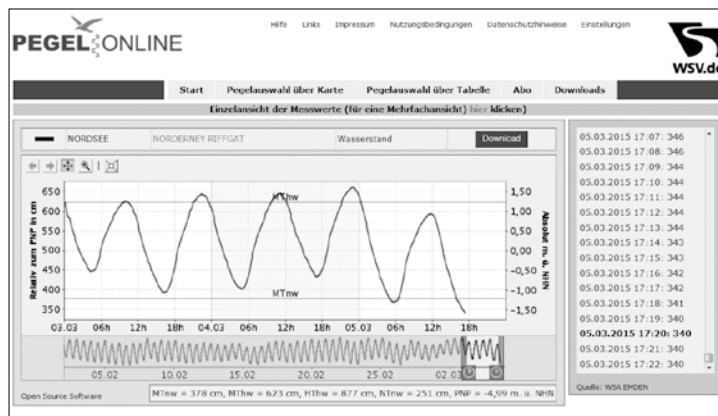 Hilfe Links Impressum Nutzungsbedingungen Datenschutzhinweise Einstellungen
PEGEL ONLINE
WSV.de
Start Pegelauswahl über Karte Pegelauswahl über Tabelle Abo Downloads
Einzelansicht der Messwerte (für eine Mehrfachansicht) hier klicken)
NORDSEE NORDERNEY RIFFGAT Wasserstand Download
Relativ zum PNP in cm
650
600
550
500
450
400
350
MThw
MTnw
1,50
1,00
0,50
0,00
-0,50
-1,00
-1,50
Absolut m. ü. NHN
03.03 06h 12h 18h 04.03 06h 12h 18h 05.03 06h 12h 18h
05.02 10.02 15.02 20.02 25.02 02.03
Open Source Software
MTnw = 378 cm, MThw = 623 cm, HThw = 877 cm, NTnw = 251 cm, PNP = -4,99 m. ü. NHN
05.03.2015 17:07: 346
05.03.2015 17:08: 346
05.03.2015 17:09: 344
05.03.2015 17:10: 344
05.03.2015 17:11: 344
05.03.2015 17:12: 344
05.03.2015 17:13: 344
05.03.2015 17:14: 343
05.03.2015 17:15: 343
05.03.2015 17:16: 342
05.03.2015 17:17: 342
05.03.2015 17:18: 341
05.03.2015 17:19: 340
05.03.2015 17:20: 340
05.03.2015 17:21: 340
05.03.2015 17:22: 340
Quelle: WSA EMDEN